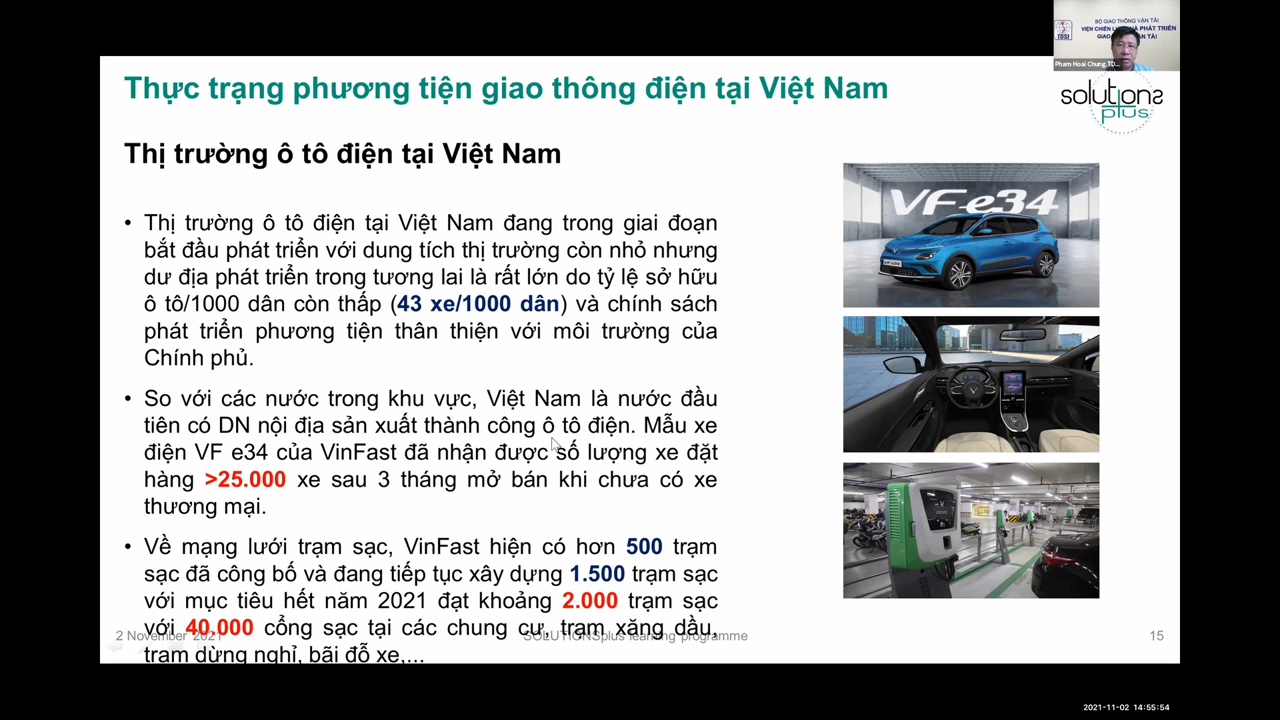 BỘ GIAO THÔNG VẬN TẢI
VIỆN CHIẾN LƯỢC VÀ PHÁT TRIỂN
GIAO THÔNG VẬN TẢI
TDSI
Pham Hoai Chung.TD...
solutions
plus
Thực trạng phương tiện giao thông điện tại Việt Nam
Thị trường ô tô điện tại Việt Nam
• Thị trường ô tô điện tại Việt Nam đang trong giai đoạn
bắt đầu phát triển với dung tích thị trường còn nhỏ nhưng
dư địa phát triển trong tương lai là rất lớn do tỷ lệ sở hữu
ô tô/1000 dân còn thấp (43 xe/1000 dân) và chính sách
phát triển phương tiện thân thiện với môi trường của
Chính phủ.
• So với các nước trong khu vực, Việt Nam là nước đầu
tiên có DN nội địa sản xuất thành công ô tô điện. Mẫu xe
điện VF e34 của VinFast đã nhận được số lượng xe đặt
hàng >25.000 xe sau 3 tháng mở bán khi chưa có xe
thương mại.
• Về mạng lưới trạm sạc, VinFast hiện có hơn 500 trạm
sạc đã công bố và đang tiếp tục xây dựng 1.500 trạm sạc
với mục tiêu hết năm 2021 đạt khoảng 2.000 trạm sạc
với 40.000 cổng sạc tại các chung cư, trạm xăng dầu,
trạm dừng nghỉ, bãi đỗ xe,...
VF e34
VF e34
2 November 2021
SOLUTIONSplus learning programme
15
2021-11-02 14:55:54